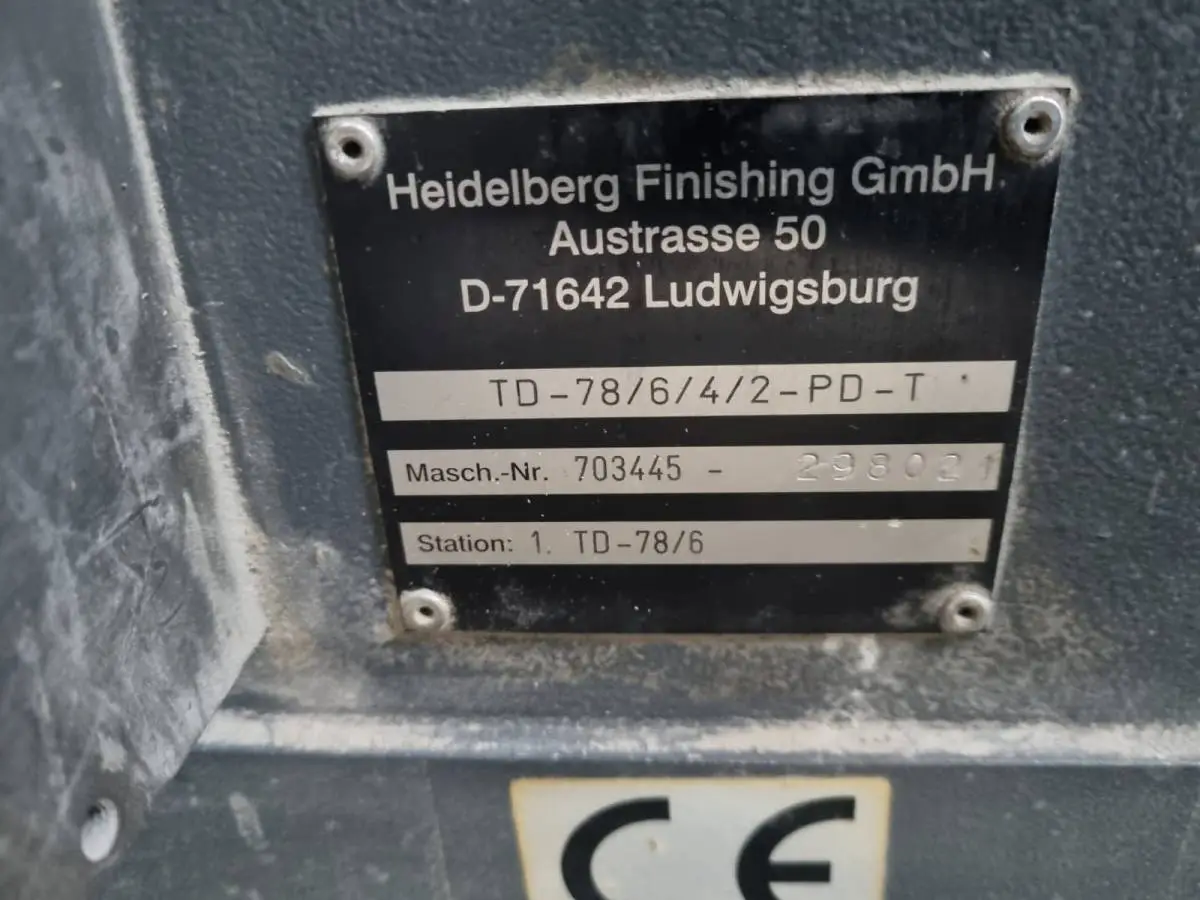 Heidelberg Finishing GmbH
Austrasse 50
D-71642 Ludwigsburg
TD-78/6/4/2-PD-T
Masch.-Nr. 703445 - 298021
Station: 1. TD-78/6
CE